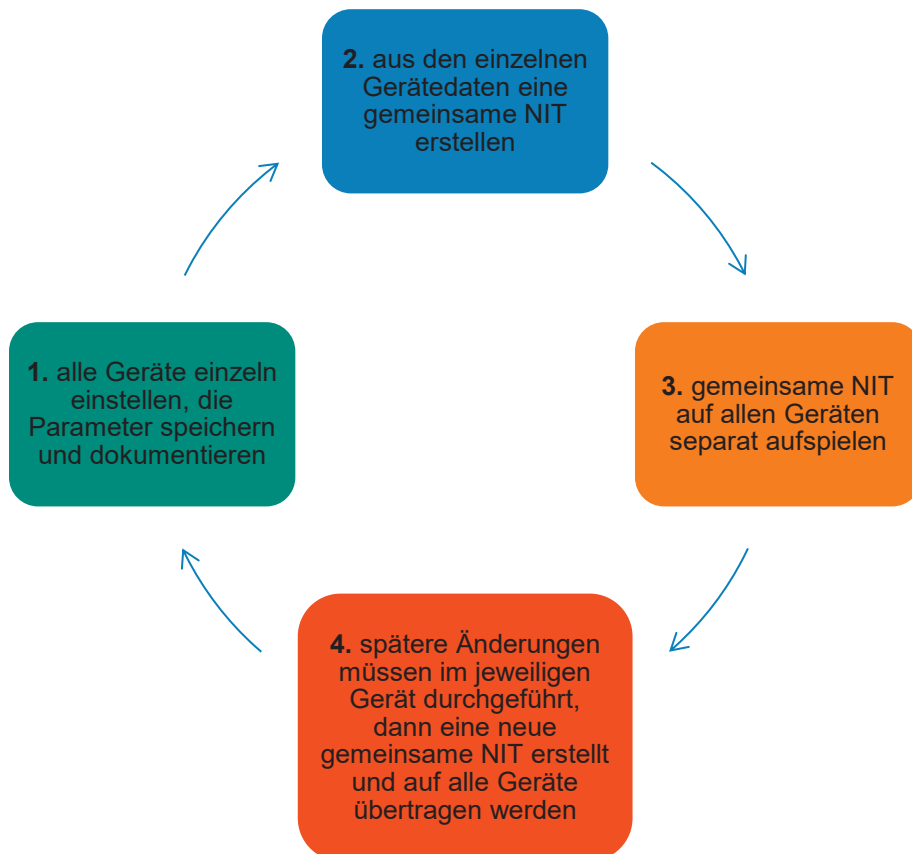 2. aus den einzelnen
Gerätedaten eine
gemeinsame NIT
erstellen
1. alle Geräte einzeln
einstellen, die
Parameter speichern
und dokumentieren
3. gemeinsame NIT
auf allen Geräten
separat aufspielen
4. spätere Änderungen
müssen im jeweiligen
Gerät durchgeführt,
dann eine neue
gemeinsame NIT erstellt
und auf alle Geräte
übertragen werden